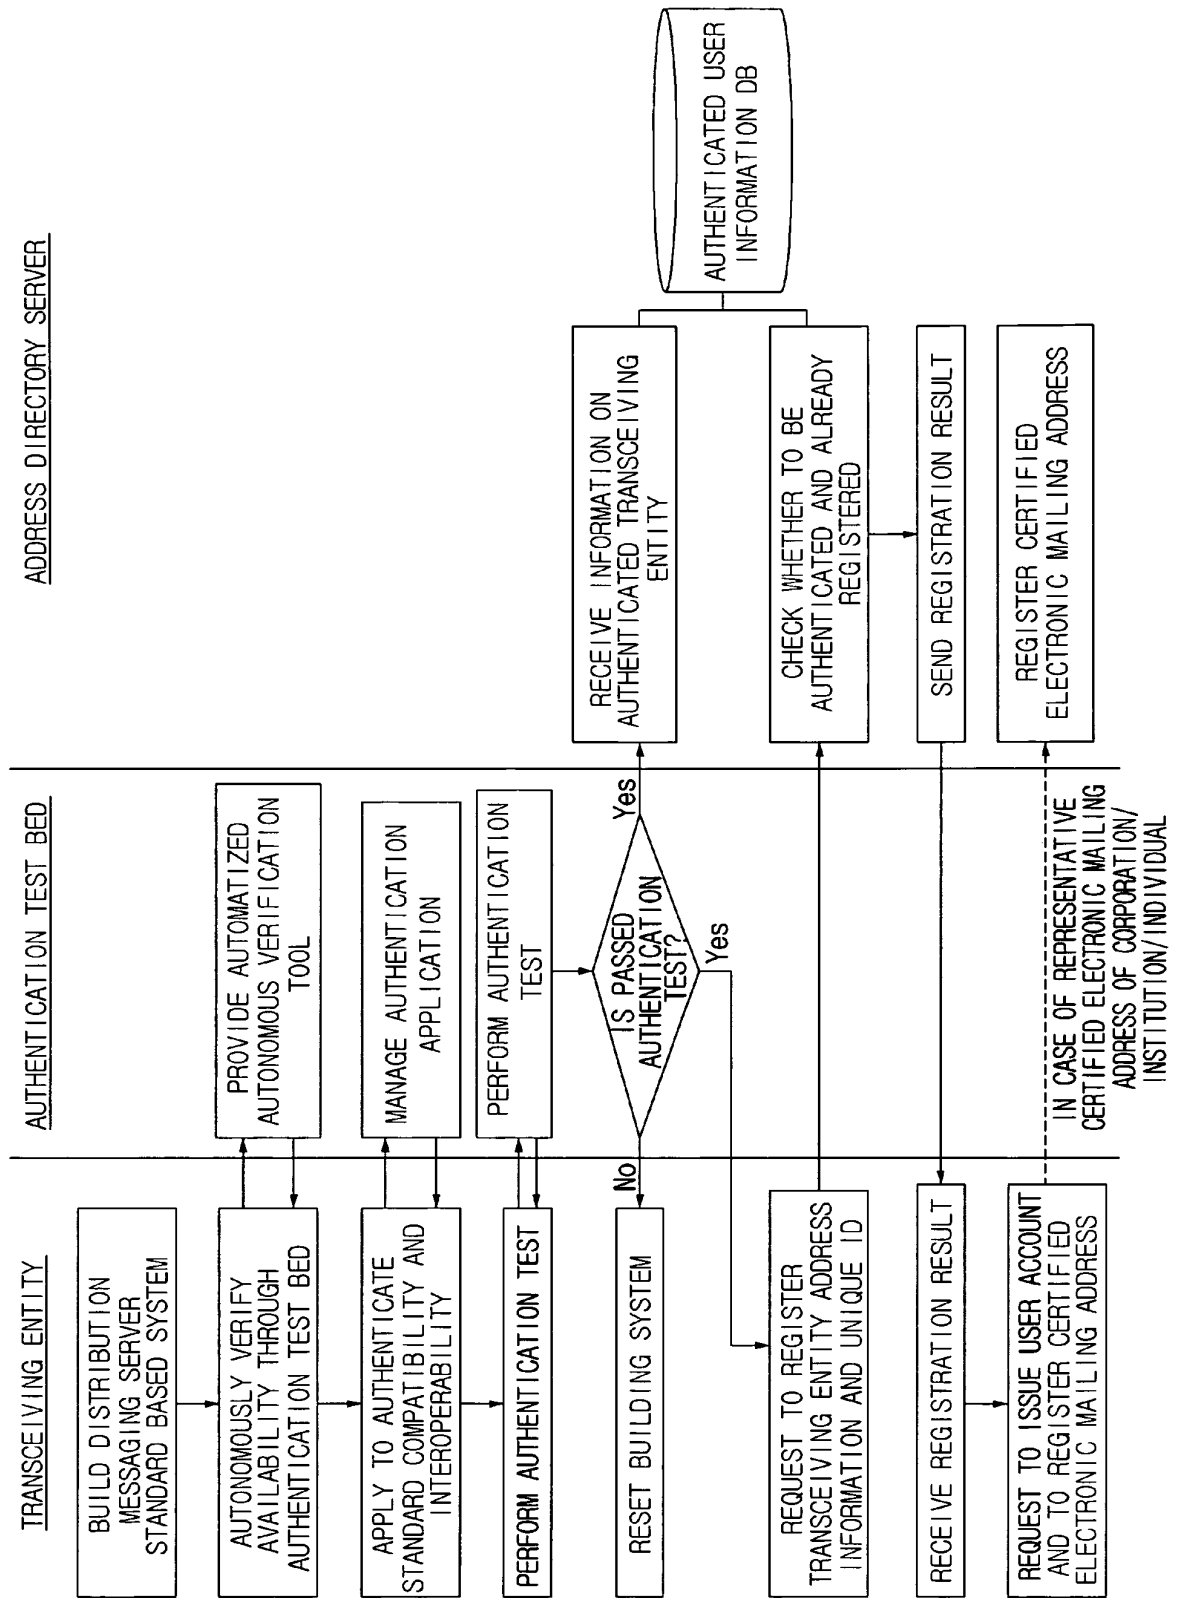 TRANSCEIVING ENTITY
AUTHENTICATION TEST BED
ADDRESS DIRECTORY SERVER
BUILD DISTRIBUTION
MESSAGING SERVER
STANDARD BASED SYSTEM
AUTONOMOUSLY VERIFY
AVAILABILITY THROUGH
AUTHENTICATION TEST BED
PROVIDE AUTOMATIZED
AUTONOMOUS VERIFICATION
TOOL
APPLY TO AUTHENTICATE
STANDARD COMPATIBILITY AND
INTEROPERABILITY
MANAGE AUTHENTICATION
APPLICATION
PERFORM AUTHENTICATION TEST
PERFORM AUTHENTICATION
TEST
IS PASSED
AUTHENTICATION
TEST?
No
Yes
Yes
RESET BUILDING SYSTEM
RECEIVE INFORMATION ON
AUTHENTICATED TRANSCEIVING
ENTITY
AUTHENTICATED USER
INFORMATION DB
REQUEST TO REGISTER
TRANSCEIVING ENTITY ADDRESS
INFORMATION AND UNIQUE ID
CHECK WHETHER TO BE
AUTHENTICATED AND ALREADY
REGISTERED
RECEIVE REGISTRATION RESULT
SEND REGISTRATION RESULT
REQUEST TO ISSUE USER ACCOUNT
AND TO REGISTER CERTIFIED
ELECTRONIC MAILING ADDRESS
IN CASE OF REPRESENTATIVE
CERTIFIED ELECTRONIC MAILING
ADDRESS OF CORPORATION/
INSTITUTION/INDIVIDUAL
REGISTER CERTIFIED
ELECTRONIC MAILING ADDRESS